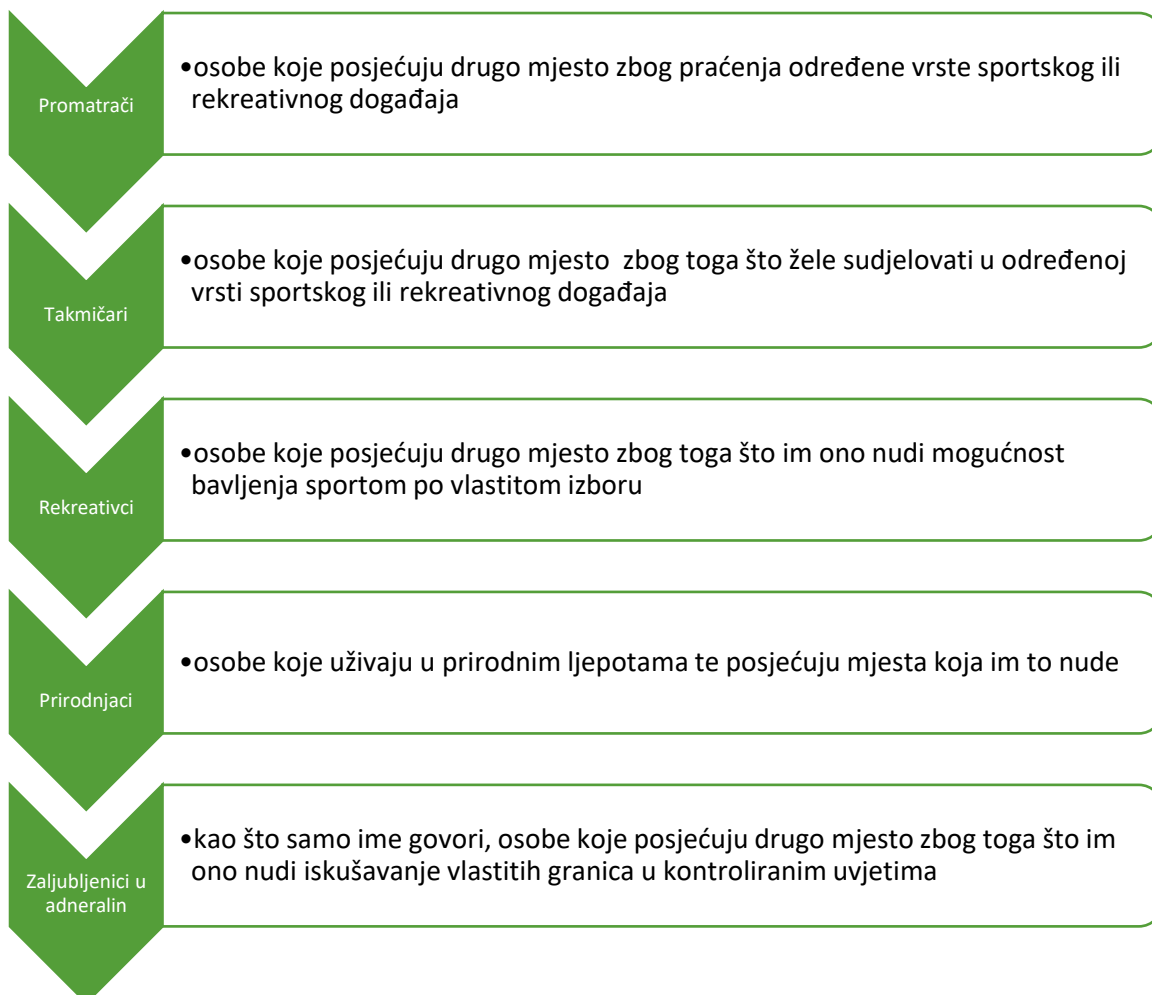 Promatrači
•osobe koje posjećuju drugo mjesto zbog praćenja određene vrste sportskog ili
rekreativnog događaja
Takmičari
•osobe koje posjećuju drugo mjesto  zbog toga što žele sudjelovati u određenoj
vrsti sportskog ili rekreativnog događaja
Rekreativci
•osobe koje posjećuju drugo mjesto zbog toga što im ono nudi mogućnost
bavljenja sportom po vlastitom izboru
Prirodnjaci
•osobe koje uživaju u prirodnim ljepotama te posjećuju mjesta koja im to nude
Zaljubljenici u
adneralin
•kao što samo ime govori, osobe koje posjećuju drugo mjesto zbog toga što im
ono nudi iskušavanje vlastitih granica u kontroliranim uvjetima